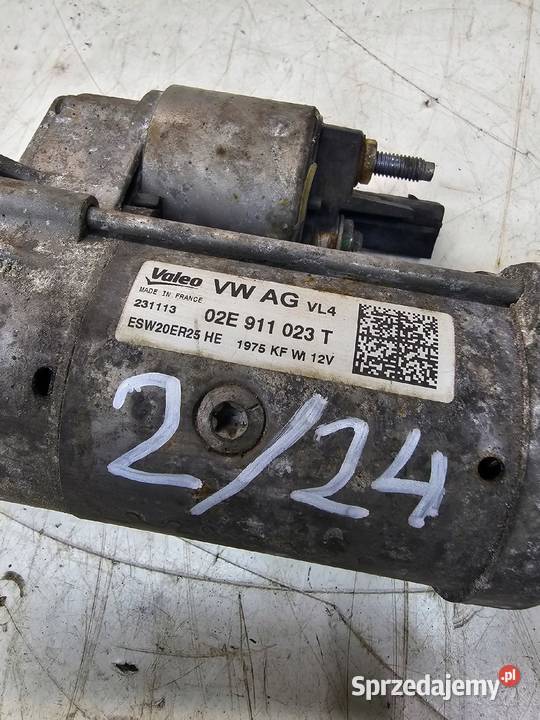 Valeo VW AG VL4
MADE IN FRANCE
231113 02E 911 023 T
ESW20ER25 HE 1975 KF WI 12V
2/24
Sprzedajemy.pl